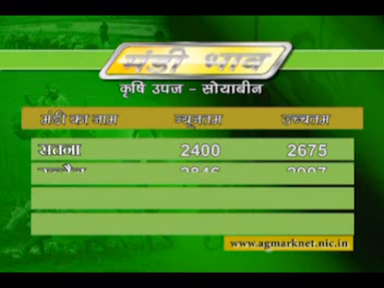 मंडी भाव
कृषि उपज - सोयाबीन
मंडी का नाम न्यूनतम उच्चतम
सतना 2400 2675
www.agmarknet.nic.in